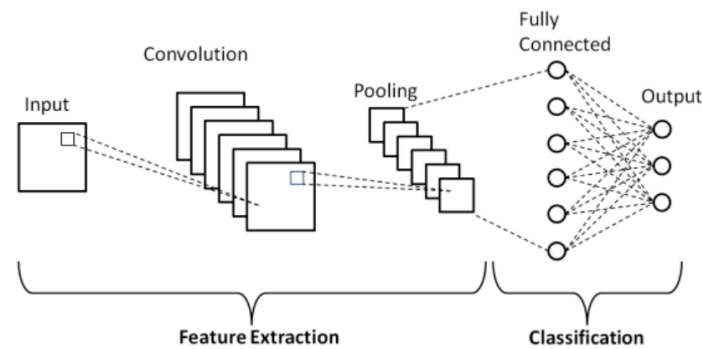 Fully
Connected
Convolution
Pooling
Input
Output
Feature Extraction
Classification